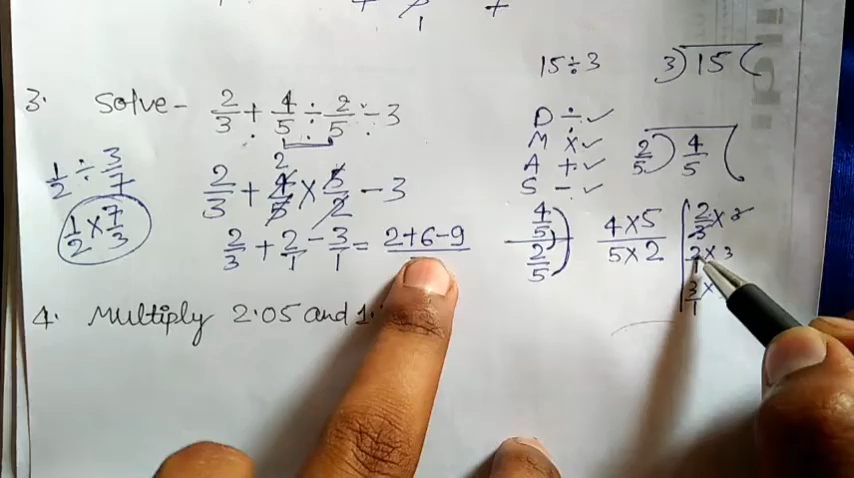 15÷3 3)15(
3. Solve- 2/3 + 4/5 ÷ 2/5 - 3
D ÷ ✓
M × ✓
A + ✓
S - ✓
2/5)4/5(
1/2 ÷ 3/7
1/2 × 7/3
2/3 + 4/5 × 5/2 - 3
2
2/3 + 2/1 - 3/1 = 2+6-9
4/5
2/5
4×5
5×2
2/3 × 3
2/1 × 3
3/1 ×
4. Multiply 2.05 and 1.